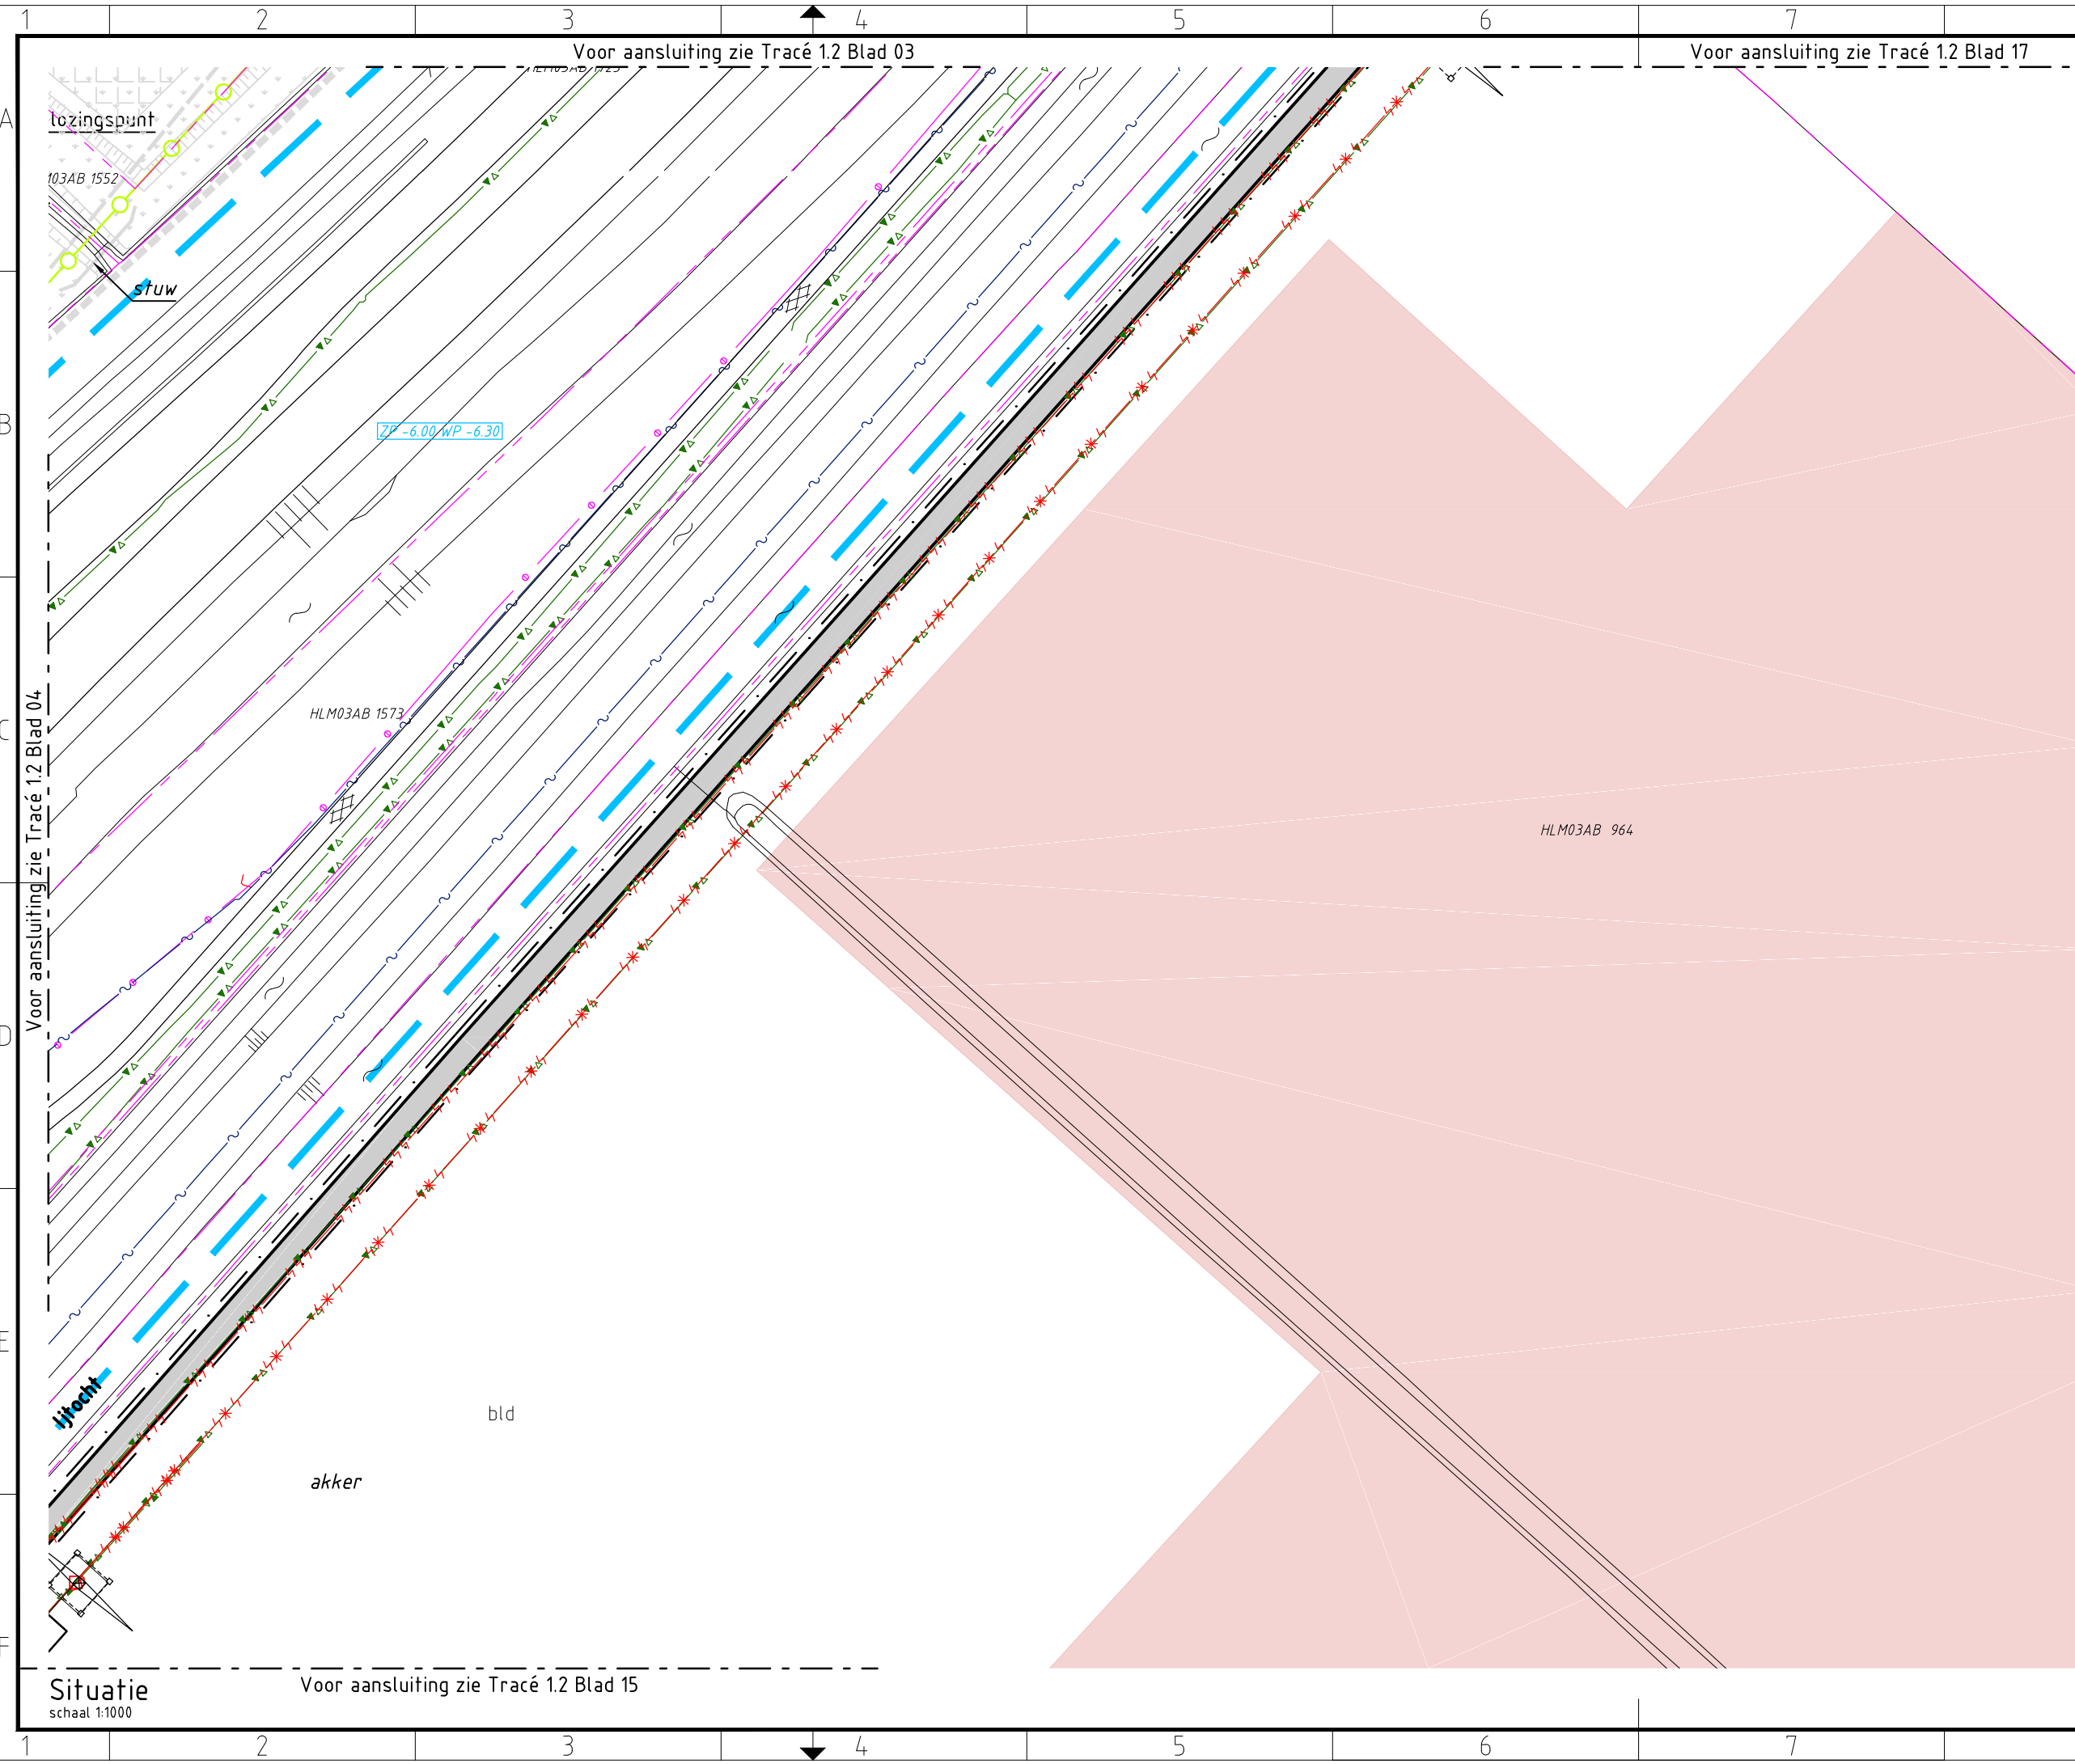 1 2 3 4 5 6 7
Voor aansluiting zie Tracé 1.2 Blad 03
Voor aansluiting zie Tracé 1.2 Blad 17
A
lozingspunt
103AB 1552
stuw
B
ZP -6.00 WP -6.30
C
HLM03AB 1573
Voor aansluiting zie Tracé 1.2 Blad 04
HLM03AB 964
D
E
Ijtocht
bld
akker
F
Situatie
schaal 1:1000
Voor aansluiting zie Tracé 1.2 Blad 15
1 2 3 4 5 6 7